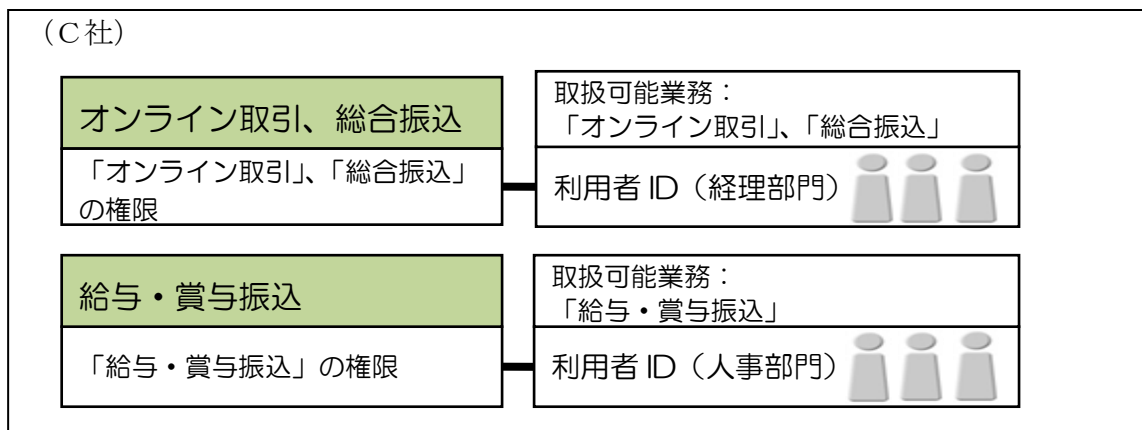 （C社）
オンライン取引、総合振込
「オンライン取引」、「総合振込」
の権限
取扱可能業務：
「オンライン取引」、「総合振込」
利用者ID（経理部門）
給与・賞与振込
「給与・賞与振込」の権限
取扱可能業務：
「給与・賞与振込」
利用者ID（人事部門）